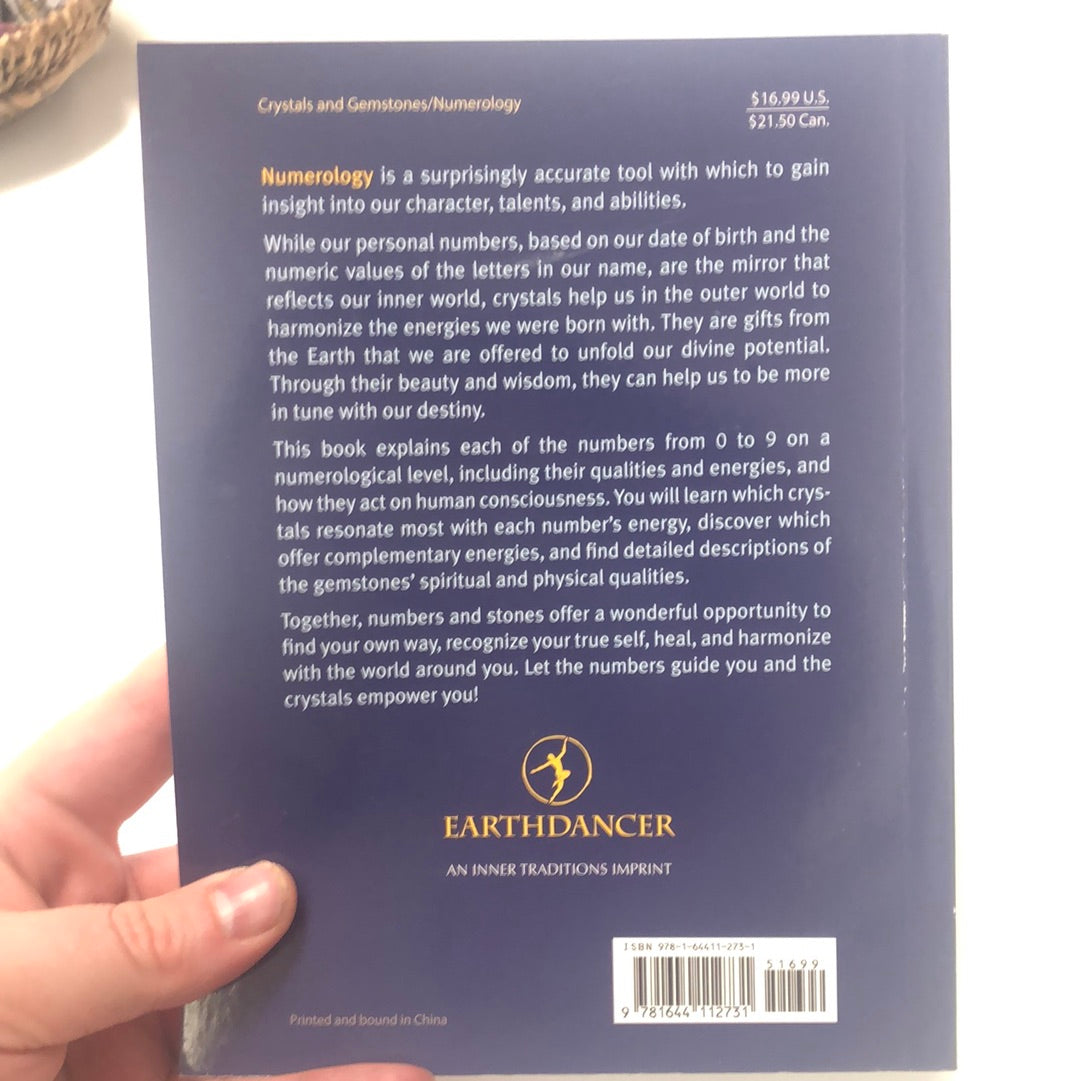 Crystals and Gemstones/Numerology
$16.99 U.S.
$21.50 Can.
Numerology is a surprisingly accurate tool with which to gain
insight into our character, talents, and abilities.
While our personal numbers, based on our date of birth and the
numeric values of the letters in our name, are the mirror that
reflects our inner world, crystals help us in the outer world to
harmonize the energies we were born with. They are gifts from
the Earth that we are offered to unfold our divine potential.
Through their beauty and wisdom, they can help us to be more
in tune with our destiny.
This book explains each of the numbers from 0 to 9 on a
numerological level, including their qualities and energies, and
how they act on human consciousness. You will learn which crys-
tals resonate most with each number's energy, discover which
offer complementary energies, and find detailed descriptions of
the gemstones' spiritual and physical qualities.
Together, numbers and stones offer a wonderful opportunity to
find your own way, recognize your true self, heal, and harmonize
with the world around you. Let the numbers guide you and the
crystals empower you!
EARTHDANCER
AN INNER TRADITIONS IMPRINT
ISBN 978-1-64411-273-1
51699
9 781644 112731
Printed and bound in China